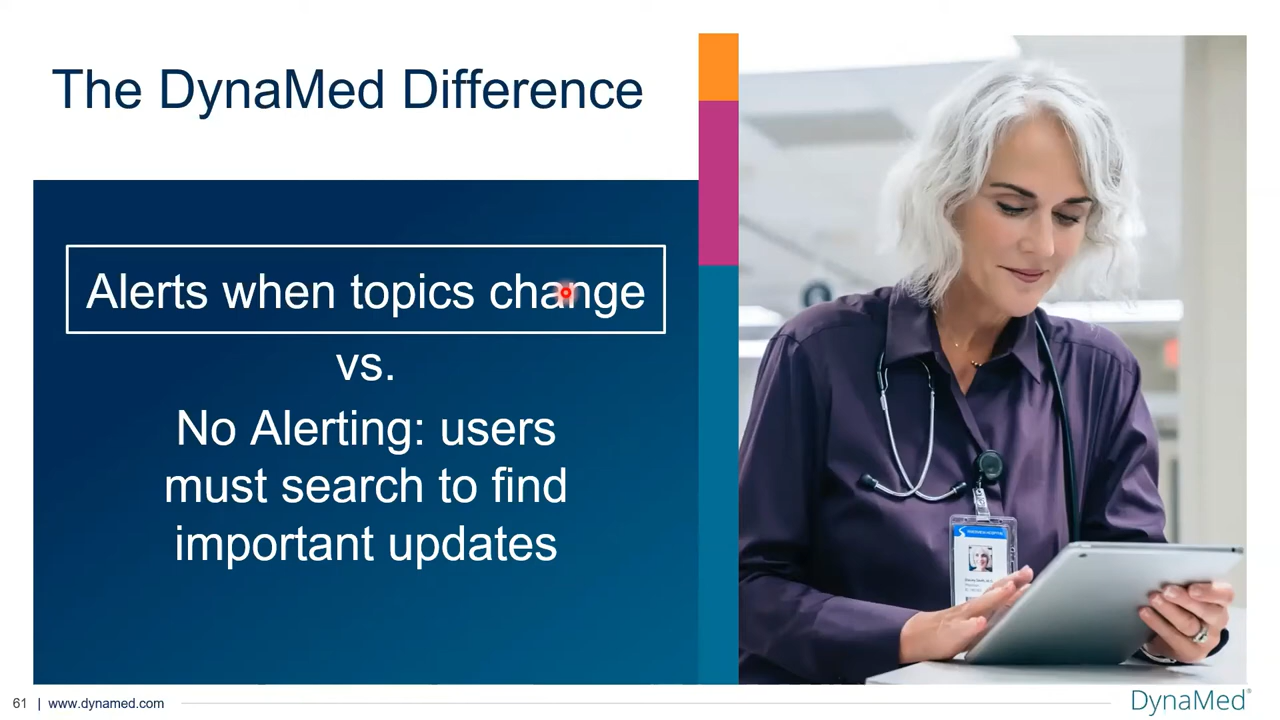 The DynaMed Difference
Alerts when topics change
vs.
No Alerting: users
must search to find
important updates
61 | www.dynamed.com
DynaMed®